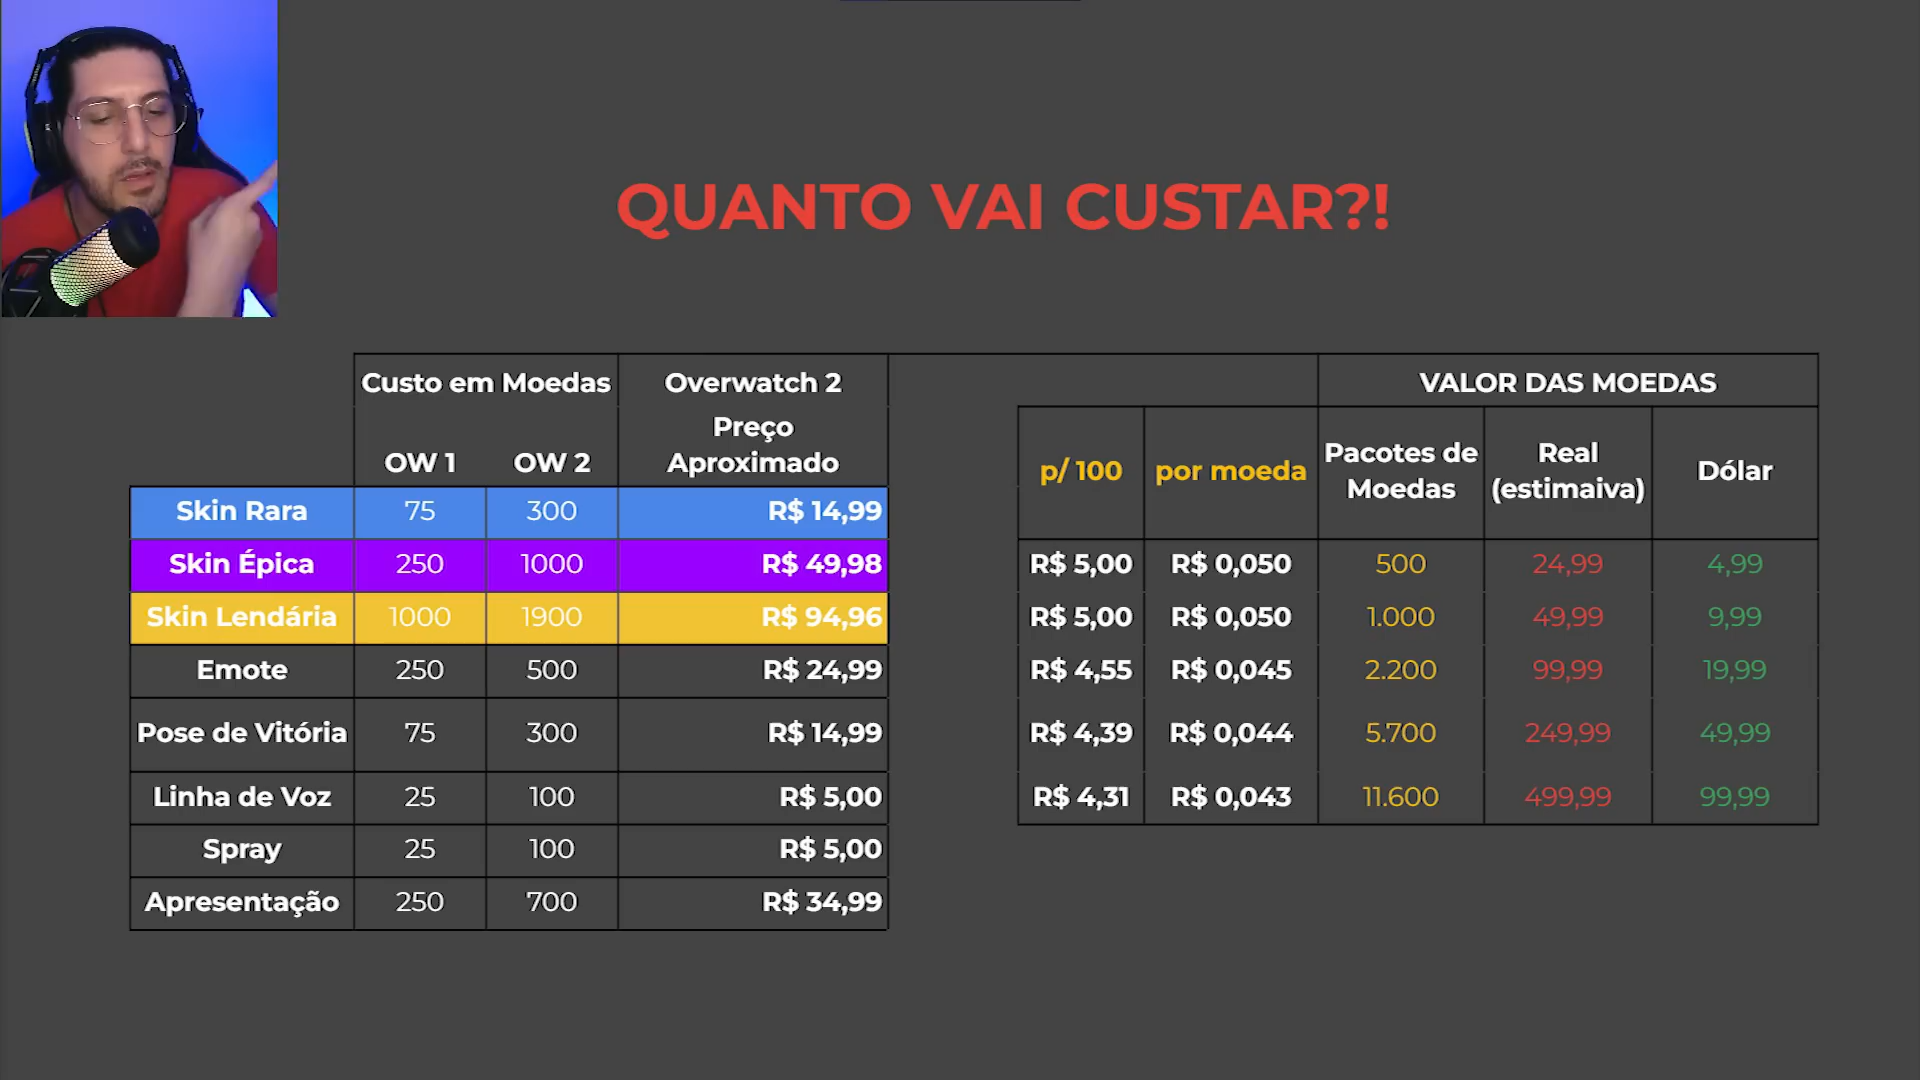 QUANTO VAI CUSTAR?!
Custo em Moedas Overwatch 2
OW 1 OW 2 Preço Aproximado
Skin Rara 75 300 R$ 14,99
Skin Épica 250 1000 R$ 49,98
Skin Lendária 1000 1900 R$ 94,96
Emote 250 500 R$ 24,99
Pose de Vitória 75 300 R$ 14,99
Linha de Voz 25 100 R$ 5,00
Spray 25 100 R$ 5,00
Apresentação 250 700 R$ 34,99
VALOR DAS MOEDAS
p/ 100 por moeda Pacotes de Moedas Real (estimaiva) Dólar
R$ 5,00 R$ 0,050 500 24,99 4,99
R$ 5,00 R$ 0,050 1.000 49,99 9,99
R$ 4,55 R$ 0,045 2.200 99,99 19,99
R$ 4,39 R$ 0,044 5.700 249,99 49,99
R$ 4,31 R$ 0,043 11.600 499,99 99,99